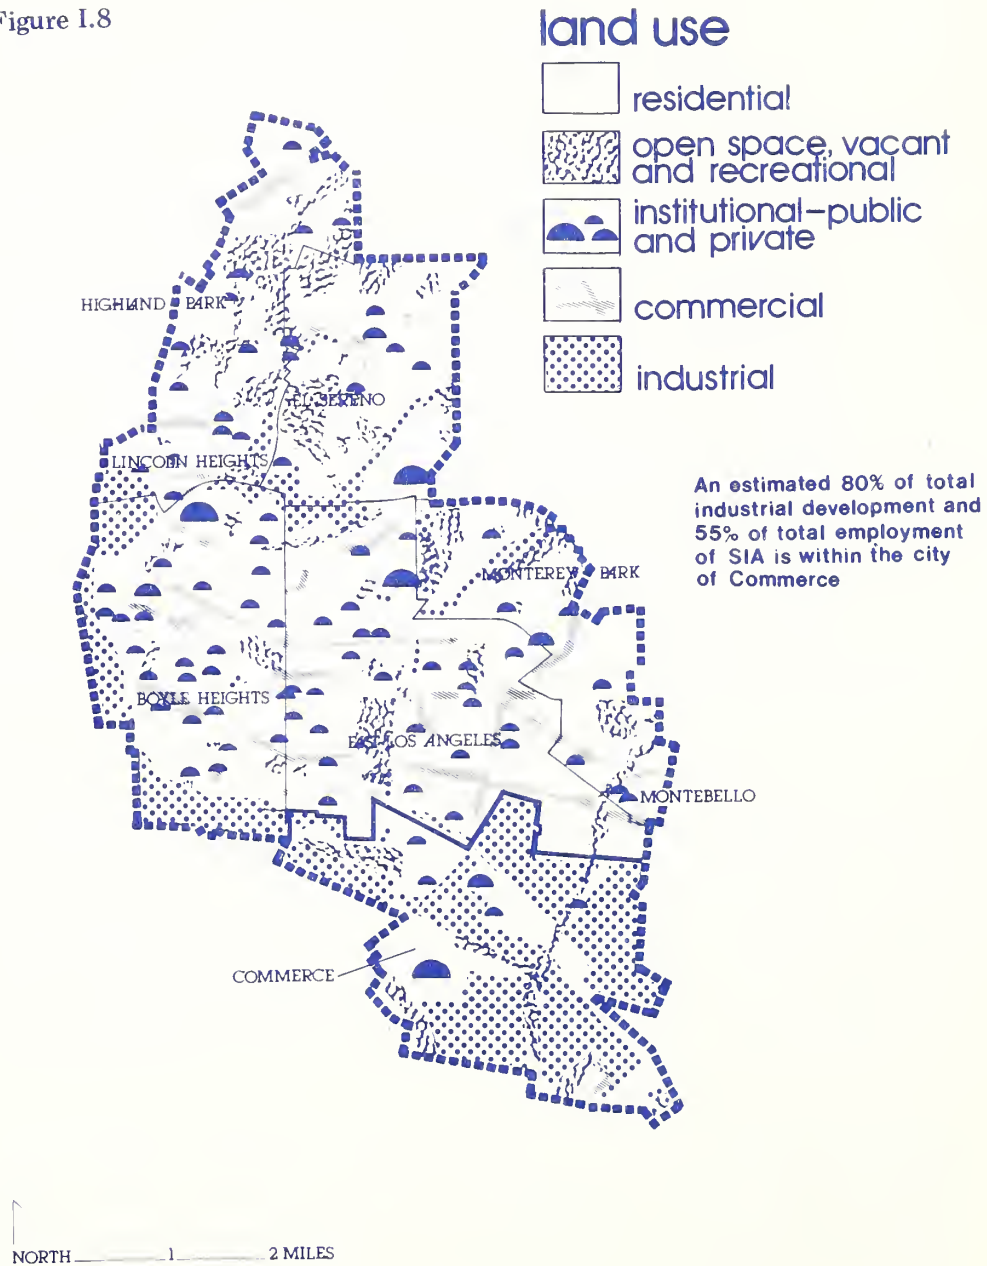 Figure I.8
land use
residential
open space, vacant
and recreational
institutional-public
and private
commercial
industrial
HIGHLAND PARK
EL SERENO
LINCOLN HEIGHTS
An estimated 80% of total
industrial development and
55% of total employment
of SIA is within the city
of Commerce
MONTEREY PARK
BOYLE HEIGHTS
EAST LOS ANGELES
MONTEBELLO
COMMERCE
NORTH 1 2 MILES